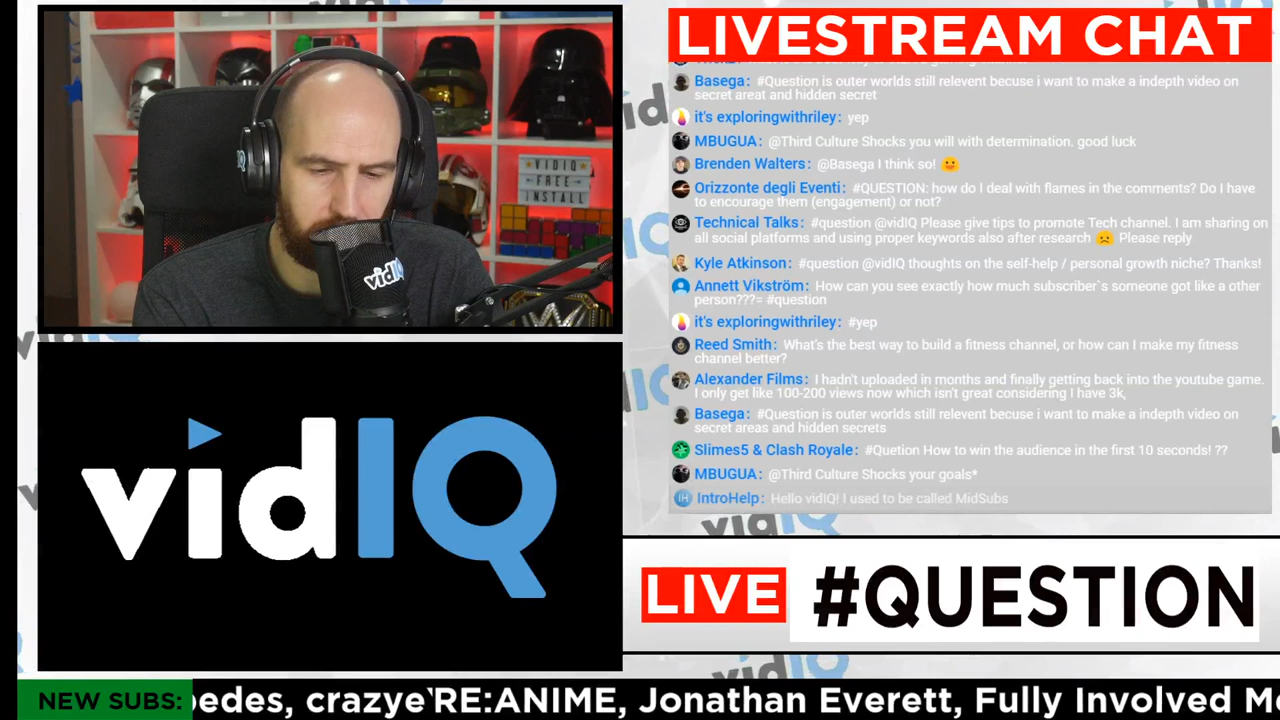 LIVESTREAM CHAT
Basega: #Question is outer worlds still relevent becuse i want to make a indepth video on
secret areat and hidden secret
it's exploringwithriley: yep
MBUGUA: @Third Culture Shocks you will with determination. good luck
Brenden Walters: @Basega I think so!
Orizzonte degli Eventi: #QUESTION: how do I deal with flames in the comments? Do I have
to encourage them (engagement) or not?
Technical Talks: #question @vidIQ Please give tips to promote Tech channel. I am sharing on
all social platforms and using proper keywords also after research Please reply
Kyle Atkinson: #question @vidIQ thoughts on the self-help / personal growth niche? Thanks!
Annett Vikström: How can you see exactly how much subscriber`s someone got like a other
person???= #question
it's exploringwithriley: #yep
Reed Smith: What's the best way to build a fitness channel, or how can I make my fitness
channel better?
Alexander Films: I hadn't uploaded in months and finally getting back into the youtube game.
I only get like 100-200 views now which isn't great considering I have 3k,
Basega: #Question is outer worlds still relevent becuse i want to make a indepth video on
secret areas and hidden secrets
Slimes5 & Clash Royale: #Quetion How to win the audience in the first 10 seconds! ??
MBUGUA: @Third Culture Shocks your goals*
IH IntroHelp: Hello vidIQ! I used to be called MidSubs
VIDIQ
FREE
INSTALL
vidIQ
vidIQ
LIVE #QUESTION
vidIQ
NEW SUBS: pedes, crazye RE:ANIME, Jonathan Everett, Fully Involved M